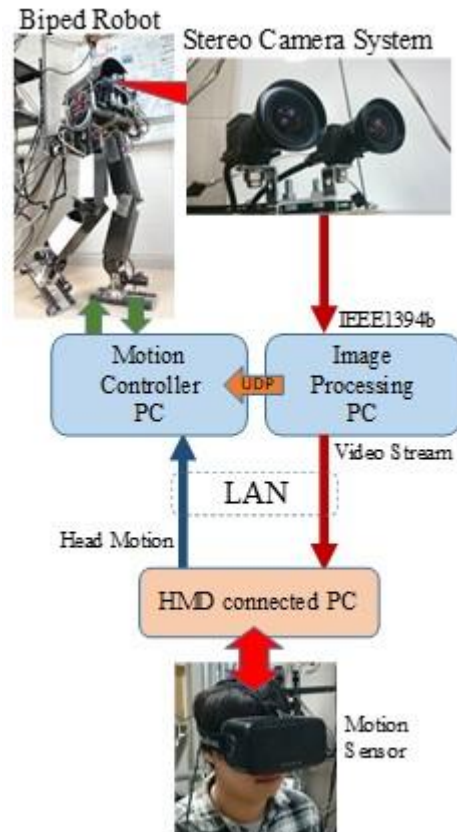 Biped Robot
Stereo Camera System
IEEE1394b
Motion
Controller
PC
UDP
Image
Processing
PC
Video Stream
LAN
Head Motion
HMD connected PC
Motion
Sensor